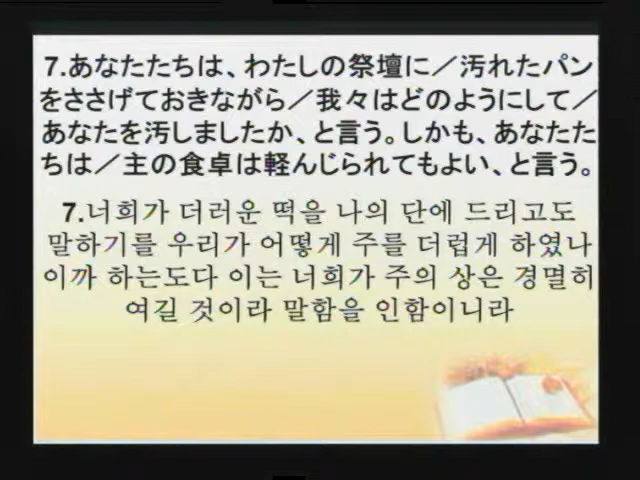 7.あなたたちは、わたしの祭壇に／汚れたパン
をささげておきながら／我々はどのようにして／
あなたを汚しましたか、と言う。しかも、あなたた
ちは／主の食卓は軽んじられてもよい、と言う。
7.너희가 더러운 떡을 나의 단에 드리고도
말하기를 우리가 어떻게 주를 더럽게 하였나
이까 하는도다 이는 너희가 주의 상은 경멸히
여길 것이라 말함을 인함이니라